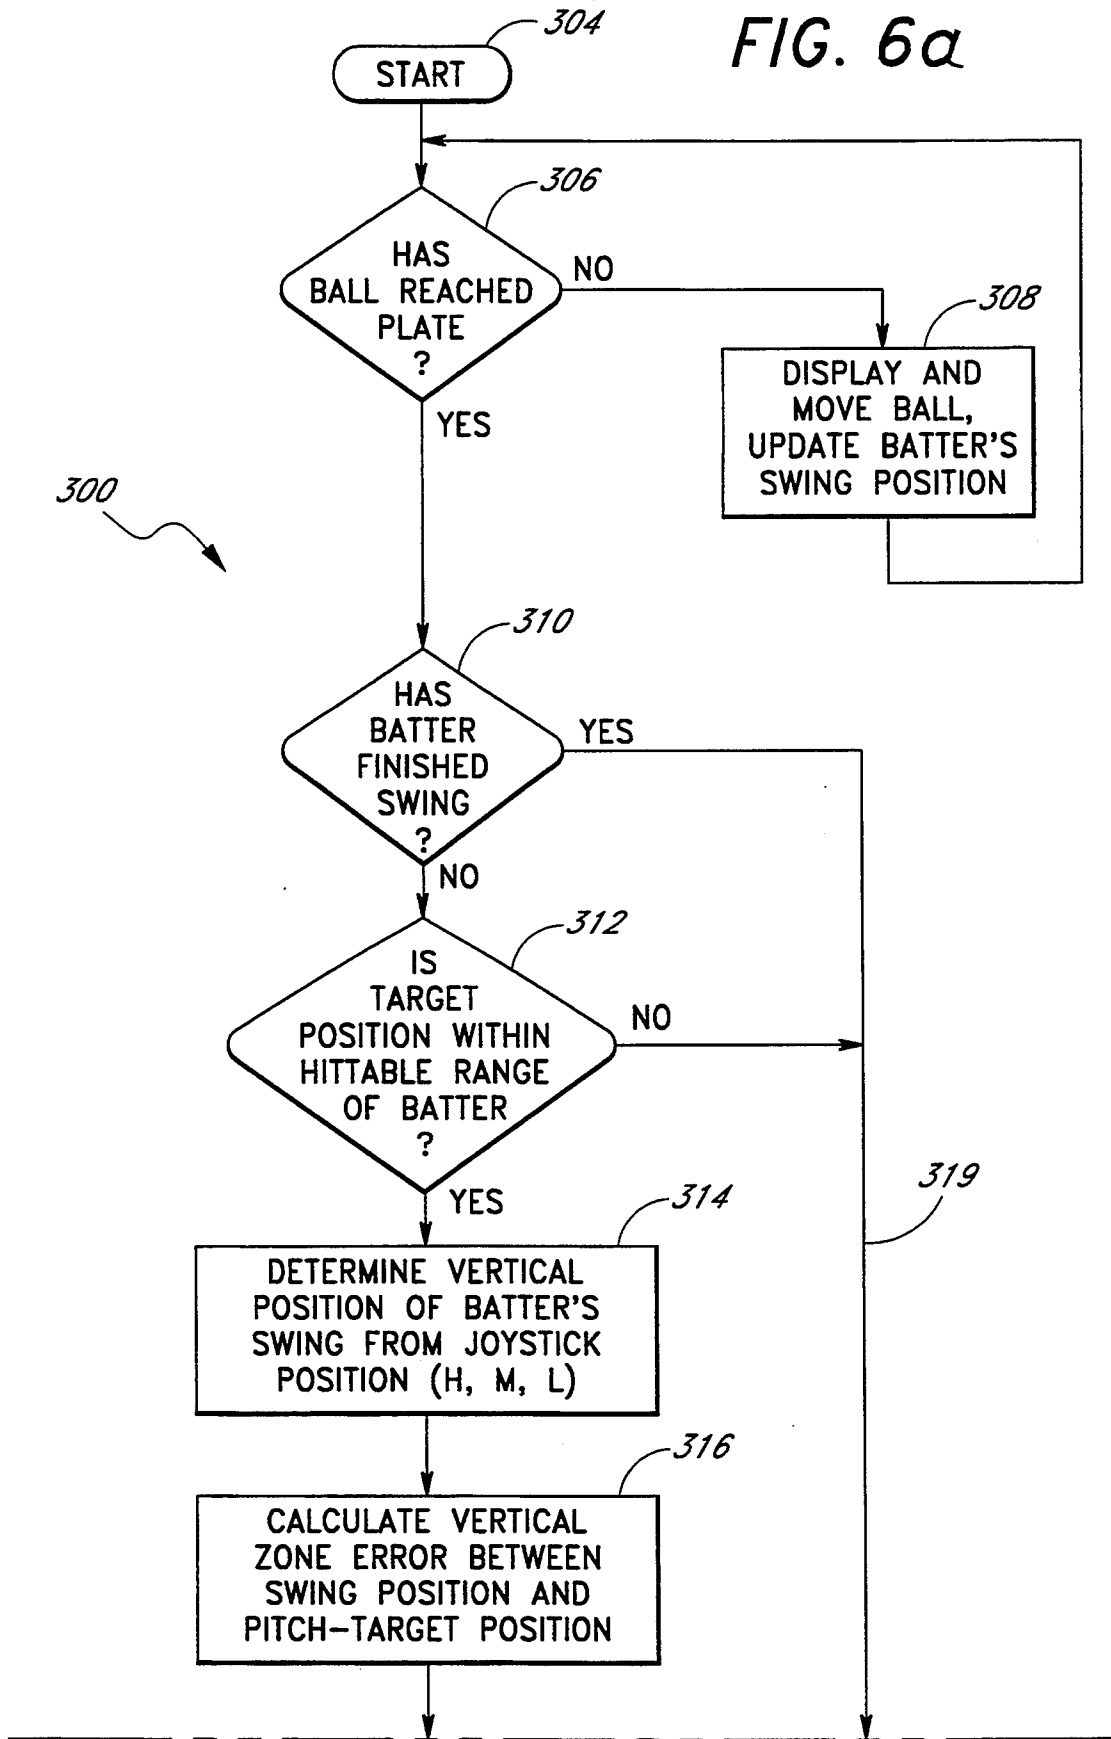 FIG. 6a
304
START
306
HAS
BALL REACHED
PLATE
?
NO
308
DISPLAY AND
MOVE BALL,
UPDATE BATTER'S
SWING POSITION
YES
300
310
HAS
BATTER
FINISHED
SWING
?
YES
NO
312
IS
TARGET
POSITION WITHIN
HITTABLE RANGE
OF BATTER
?
NO
YES
319
314
DETERMINE VERTICAL
POSITION OF BATTER'S
SWING FROM JOYSTICK
POSITION (H, M, L)
316
CALCULATE VERTICAL
ZONE ERROR BETWEEN
SWING POSITION AND
PITCH-TARGET POSITION